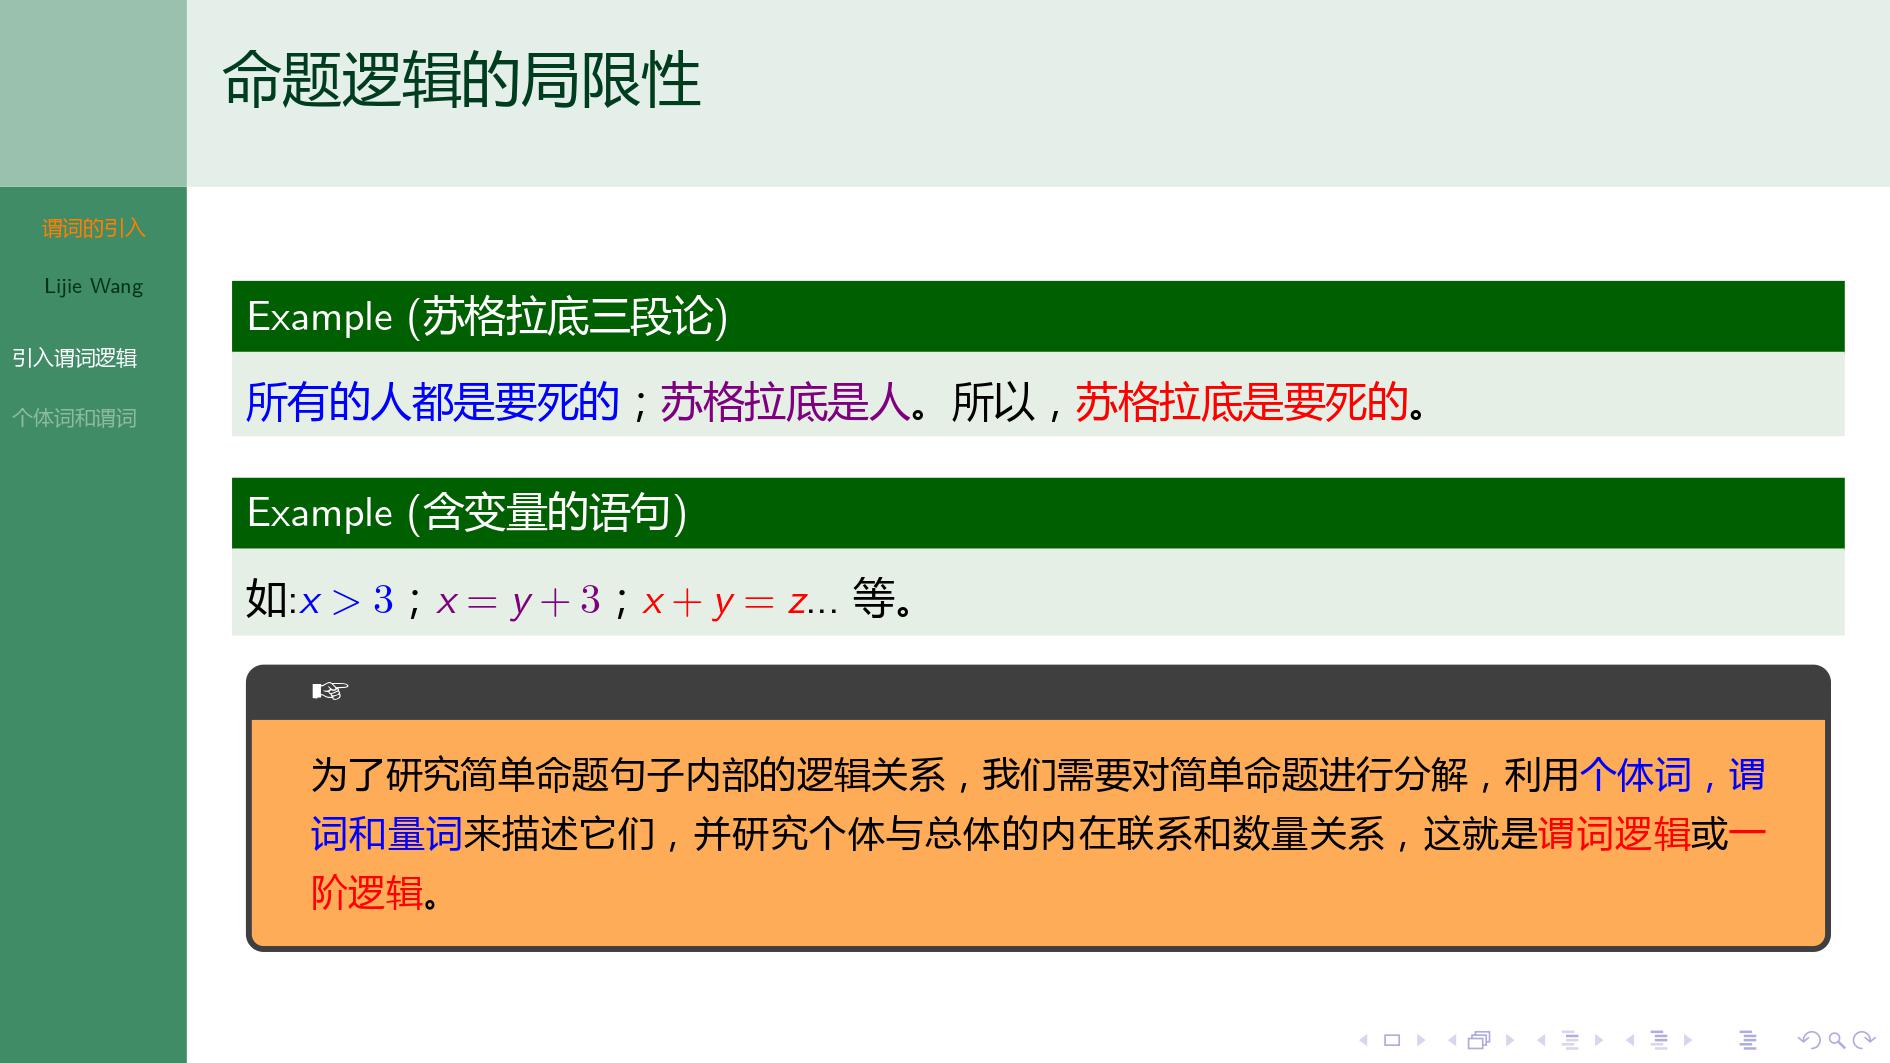 命题逻辑的局限性
谓词的引入
Lijie Wang
引入谓词逻辑
个体词和谓词
Example (苏格拉底三段论)
所有的人都是要死的；苏格拉底是人。所以，苏格拉底是要死的。
Example (含变量的语句)
如:x > 3；x = y + 3；x + y = z... 等。
☞
为了研究简单命题句子内部的逻辑关系，我们需要对简单命题进行分解，利用个体词，谓
词和量词来描述它们，并研究个体与总体的内在联系和数量关系，这就是谓词逻辑或一
阶逻辑。